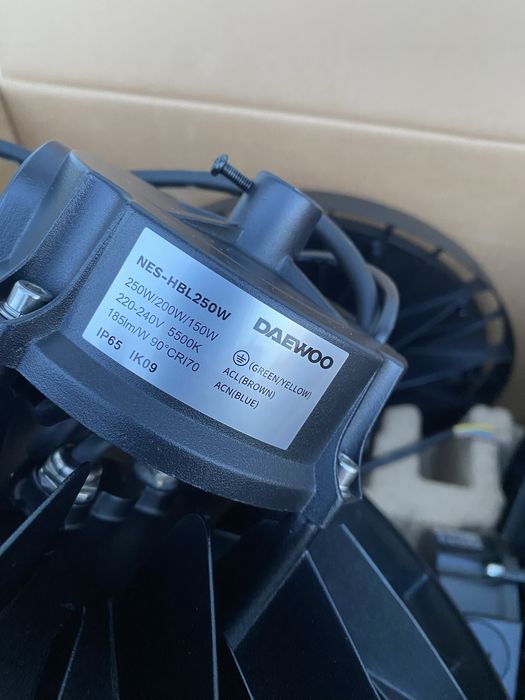 NES-HBL250W
250W/200W/150W
220-240V 5500K
185lm/W 90°CRI70
IP65 IK09
DAEWOO
(GREEN/YELLOW)
ACL(BROWN)
ACN(BLUE)